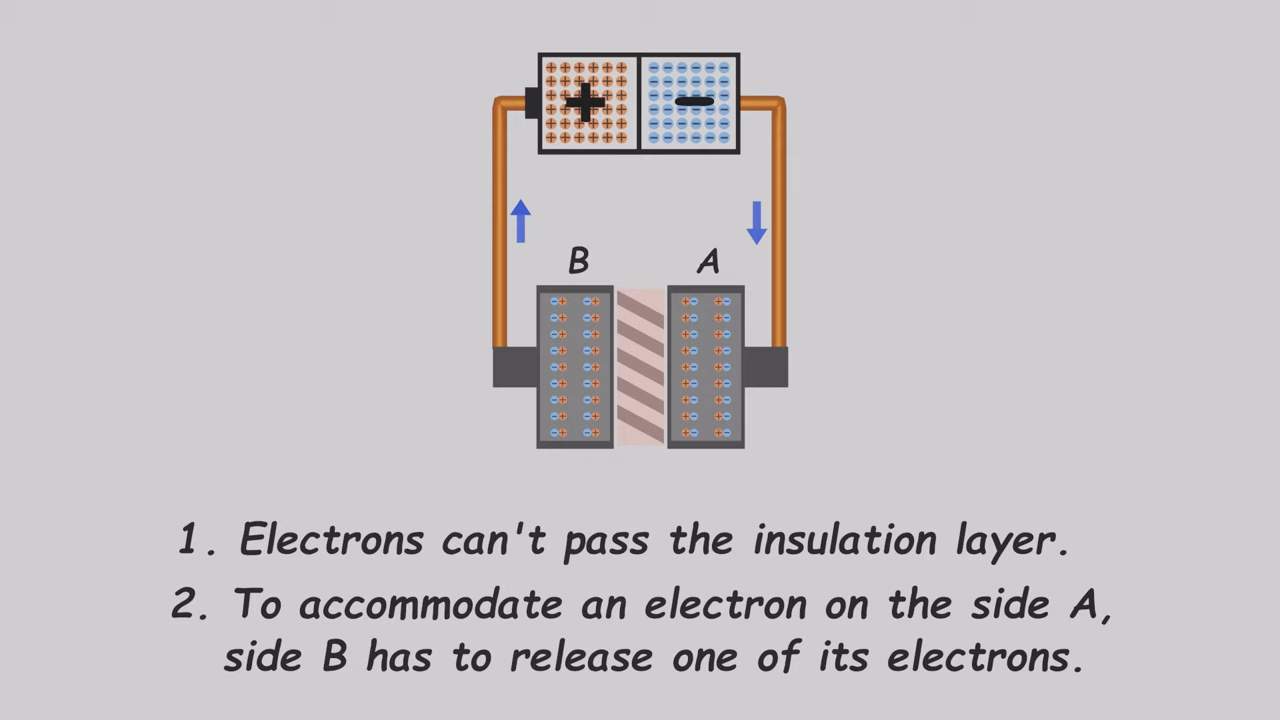 B A
1. Electrons can't pass the insulation layer.
2. To accommodate an electron on the side A,
side B has to release one of its electrons.